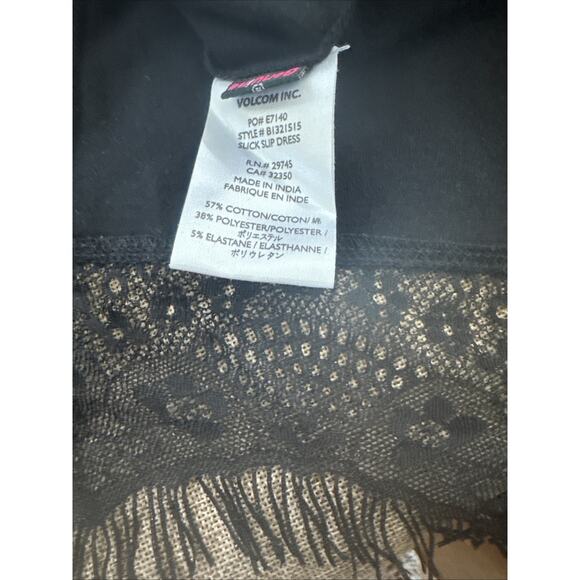 VOLCOM INC.
PO# E7140
STYLE# B1321515
SLICK SLIP DRESS
R.N.# 29745
CA# 32350
MADE IN INDIA
FABRIQUE EN INDE
57% COTTON/COTON/
38% POLYESTER/POLYESTER /
ポリエステル
5% ELASTANE / ELASTHANNE /
ポリウレタン